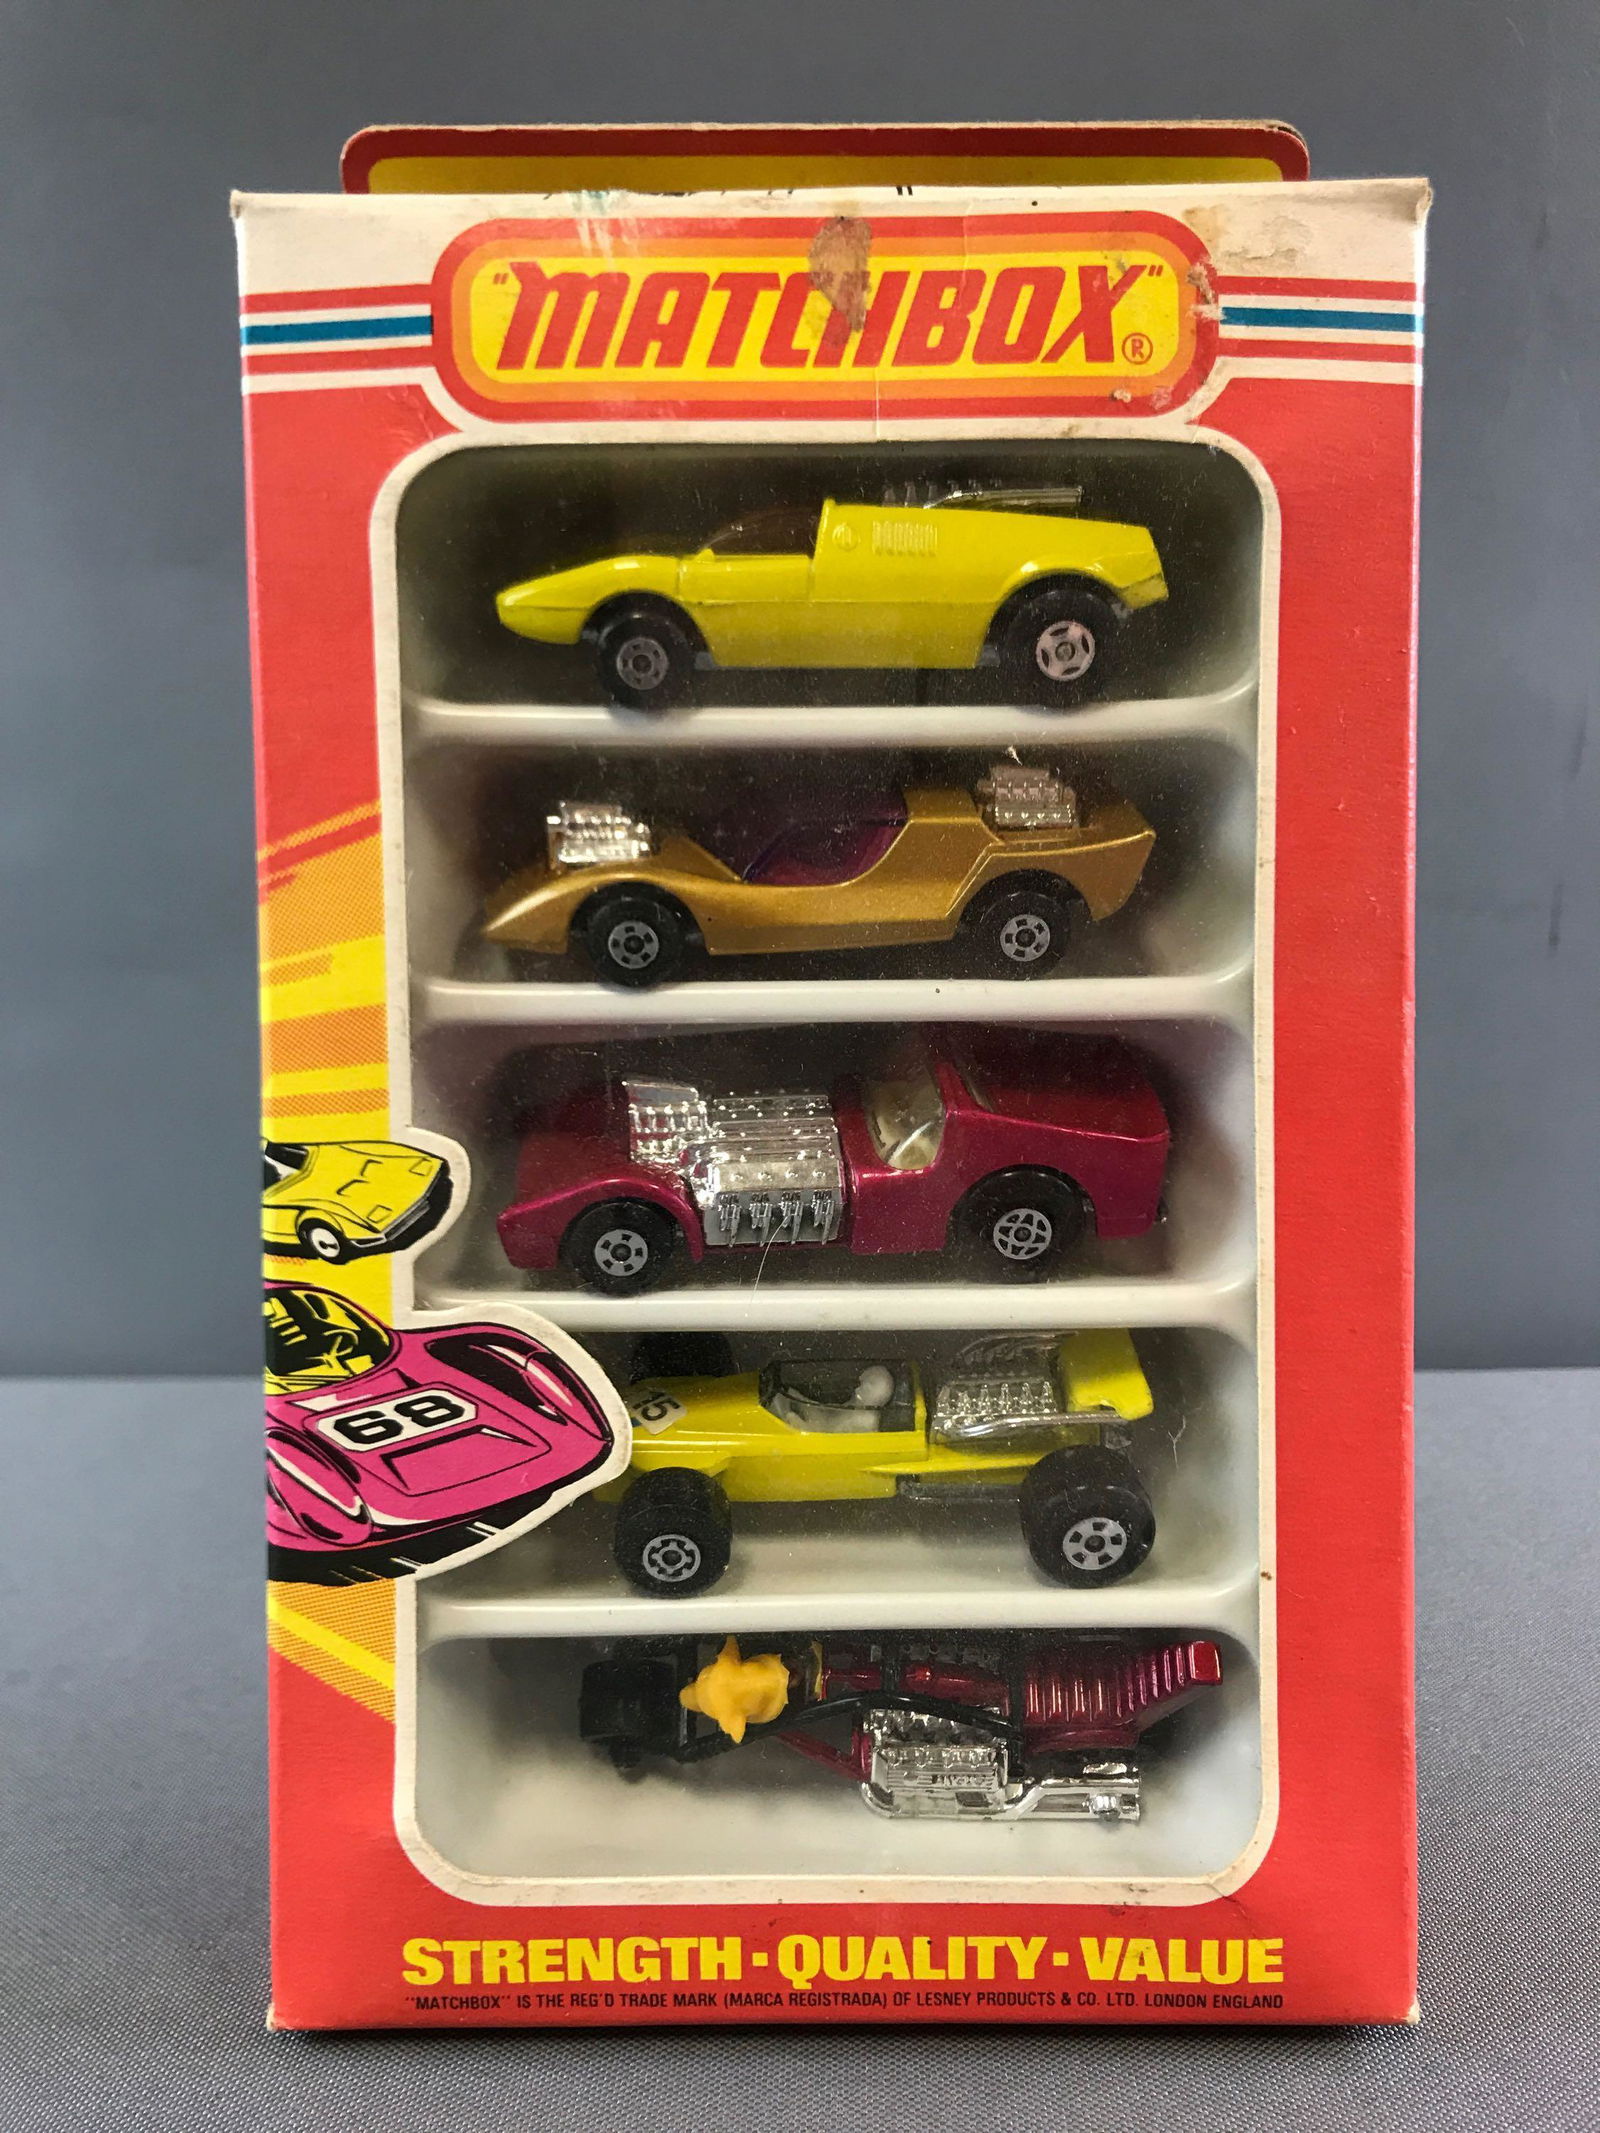 "MATCHBOX"®
68
15
STRENGTH · QUALITY · VALUE
"MATCHBOX" IS THE REG'D TRADE MARK (MARCA REGISTRADA) OF LESNEY PRODUCTS & CO. LTD. LONDON ENGLAND